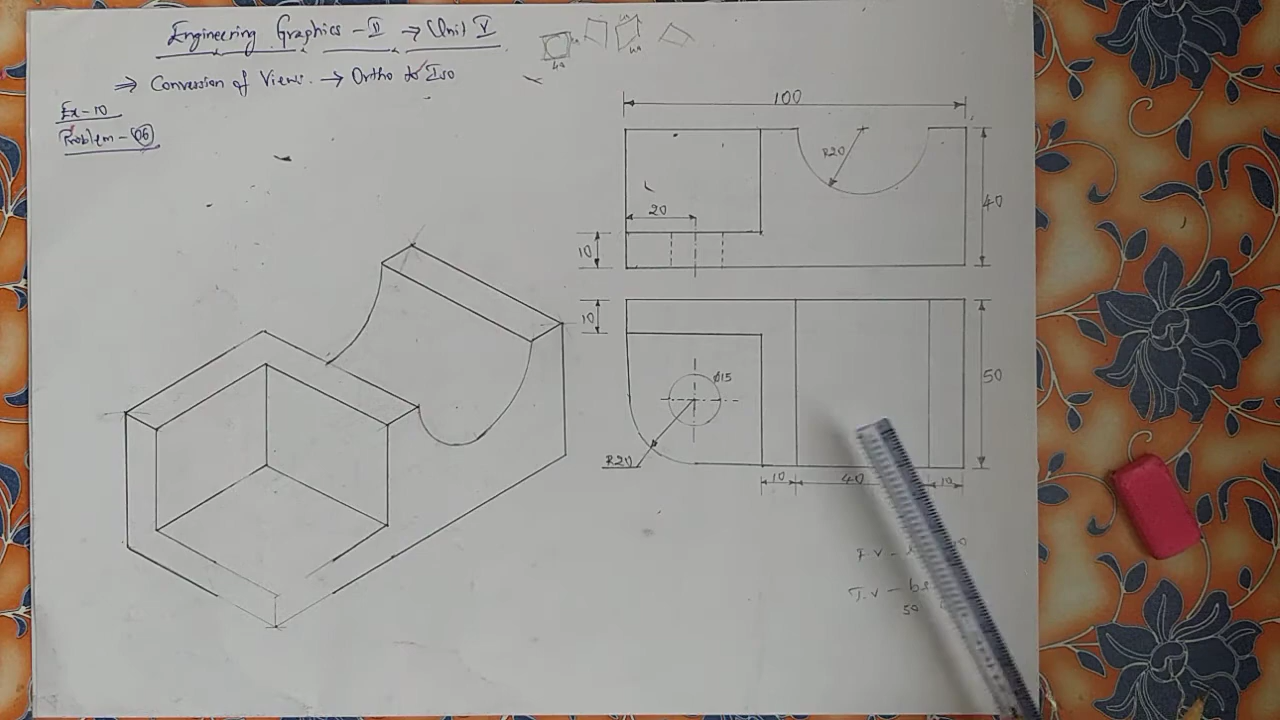 Engineering Graphics - II → Unit V
⇒ Conversion of Views. → Ortho to Iso
Ex - 10
Problem - 06
100
R20
20
40
10
10
ø15
50
R20
10
40
10
F.V -
T.V -
50